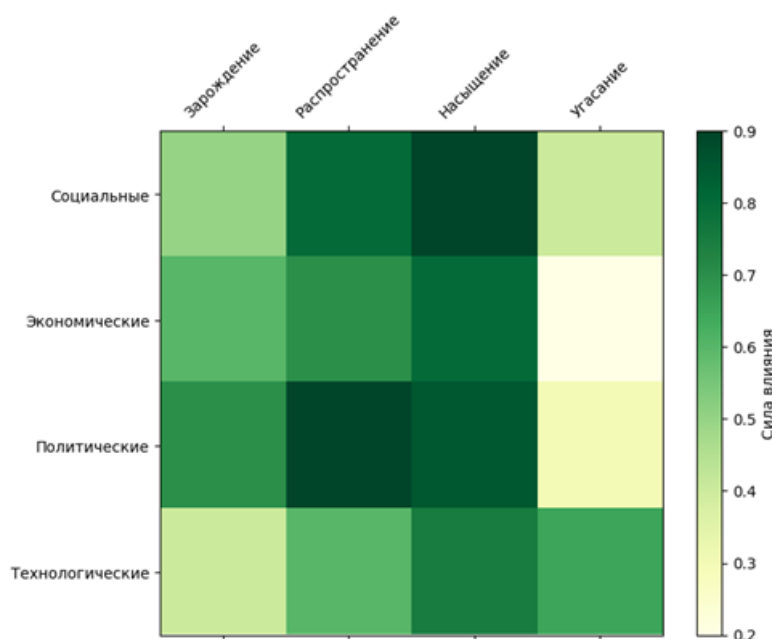 Зарождение
Распространение
Насыщение
Угасание
Социальные
Экономические
Политические
Технологические
0.9
0.8
0.7
0.6
0.5
0.4
0.3
0.2
Сила влияния